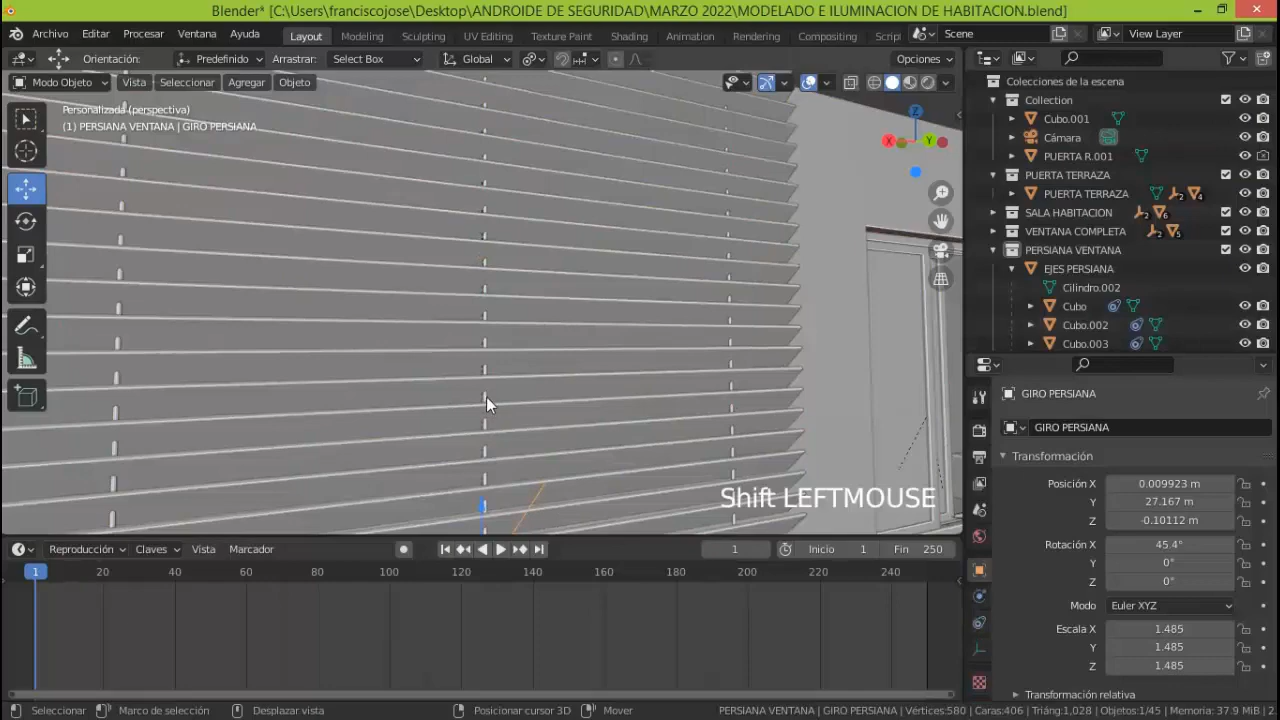 Blender* [C:\Users\franciscojose\Desktop\ANDROIDE DE SEGURIDAD\MARZO 2022\MODELADO E ILUMINACION DE HABITACION.blend]
Archivo Editar Procesar Ventana Ayuda Layout Modeling Sculpting UV Editing Texture Paint Shading Animation Rendering Compositing Script Scene View Layer
Orientación: Predefinido Arrastrar: Select Box Global Opciones
Modo Objeto Vista Seleccionar Agregar Objeto
Personalizada (perspectiva)
(1) PERSIANA VENTANA | GIRO PERSIANA
Z
X
Y
Shift LEFTMOUSE
Colecciones de la escena
Collection
Cubo.001
Cámara
PUERTA R.001
PUERTA TERRAZA
PUERTA TERRAZA 2 4
SALA HABITACION 2 6
VENTANA COMPLETA 2 5
PERSIANA VENTANA
EJES PERSIANA
Cilindro.002
Cubo
Cubo.002
Cubo.003
GIRO PERSIANA
GIRO PERSIANA
Transformación
Posición X 0.009923 m
Y 27.167 m
Z -0.10112 m
Rotación X 45.4°
Y 0°
Z 0°
Modo Euler XYZ
Escala X 1.485
Y 1.485
Z 1.485
Transformación relativa
Reproducción Claves Vista Marcador 1 Inicio 1 Fin 250
1 20 40 60 80 100 120 140 160 180 200 220 240
Seleccionar Marco de selección Desplazar vista Posicionar cursor 3D Mover PERSIANA VENTANA | GIRO PERSIANA | Vértices:580 | Caras:406 | Triáng:1,028 | Objetos:1/45 | Memoria: 37.9 MiB | 2